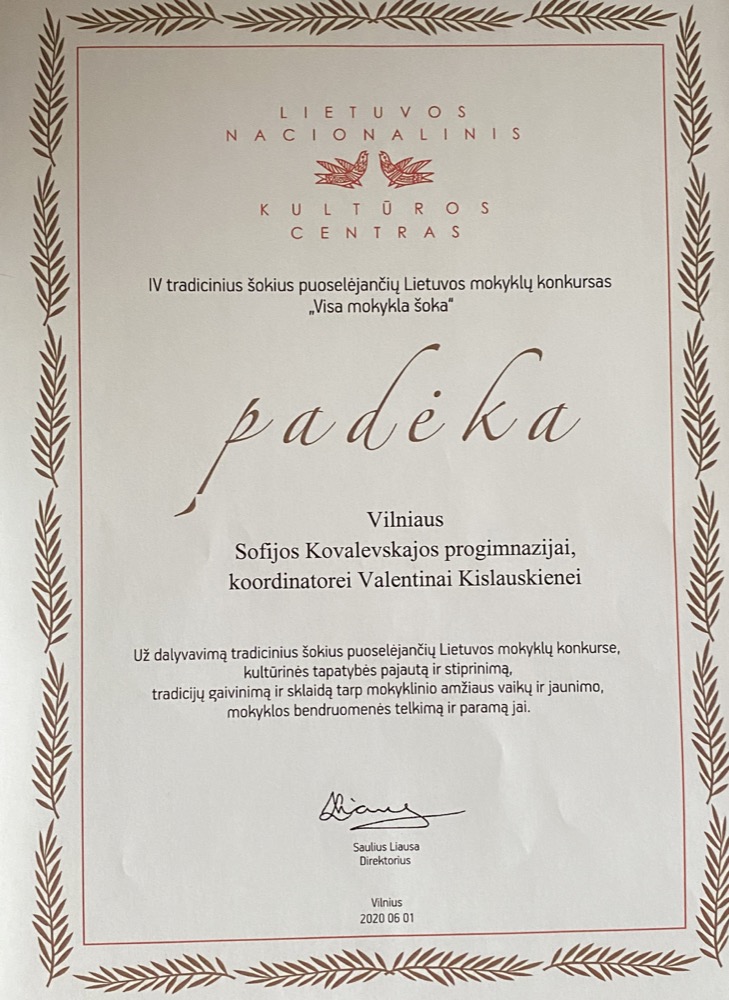 LIETUVOS
NACIONALINIS
KULTŪROS
CENTRAS
IV tradicinius šokius puoselėjančių Lietuvos mokyklų konkursas
„Visa mokykla šoka“
padėka
Vilniaus
Sofijos Kovalevskajos progimnazijai,
koordinatorei Valentinai Kislauskienei
Už dalyvavimą tradicinius šokius puoselėjančių Lietuvos mokyklų konkurse,
kultūrinės tapatybės pajautą ir stiprinimą,
tradicijų gaivinimą ir sklaidą tarp mokyklinio amžiaus vaikų ir jaunimo,
mokyklos bendruomenės telkimą ir paramą jai.
Saulius Liausa
Direktorius
Vilnius
2020 06 01